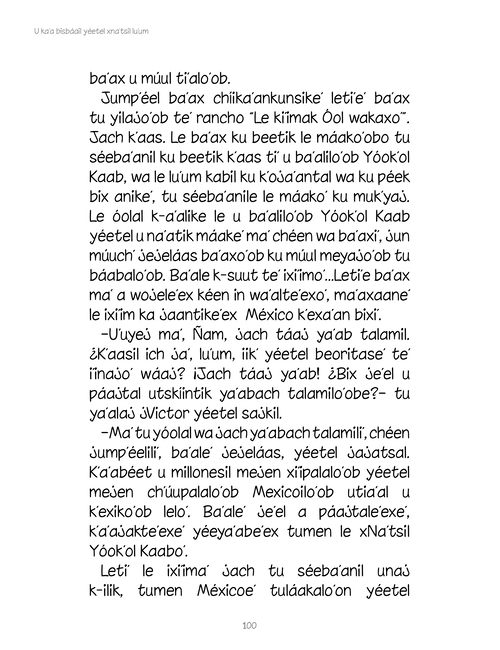 U ka'a bisbáail yéetel xna'tsil lu'um
ba'ax u múul ti'alo'ob.
Jump'éel ba'ax chíika'ankunsike' leti'e' ba'ax
tu yilajo'ob te' rancho "Le ki'imak Óol wakaxo'".
Jach k'aas. Le ba'ax ku beetik le máako'obo' tu
séeba'anil ku beetik k'aas ti' u ba'alilo'ob Yóok'ol
Kaab, wa le lu'um kabil ku k'oja'antal wa ku péek
bix anike', tu séeba'anile le máako' ku muk'yaj.
Le óolal k-a'alike le u ba'alilo'ob Yóok'ol Kaab
yéetel u na'atik máake' ma' chéen wa ba'axi', jun
múuch' jejeláas ba'axo'ob ku múul meyajo'ob tu
báabalo'ob. Ba'ale k-suut te' ixi'imo'...Leti'e ba'ax
ma' a wojele'ex kéen in wa'alte'exo', ma'axaane'
le ixi'im ka jaantike'ex México k'exa'an bixi'.
–U'uyej ma', Ñam, jach táaj ya'ab talamil.
¿K'aasil ich ja', lu'um, iik' yéetel beoritase' te'
i'inajo' wáaj? ¡Jach táaj ya'ab! ¿Bix je'el u
páajtal utskíintik ya'abach talamilo'obe?– tu
ya'alaj jVictor yéetel sajkil.
–Ma' tu yóolal wa jach ya'abach talamili', chéen
jump'éelili', ba'ale' jejeláas, yéetel jajatsal.
K'a'abéet u millonesil mejen xi'ipalalo'ob yéetel
mejen ch'úupalalo'ob Mexicoilo'ob utia'al u
k'exiko'ob lelo'. Ba'ale' je'el a páajtale'exe',
k'a'ajakte'exe' yéeya'abe'ex tumen le xNa'tsil
Yóok'ol Kaabo'.
Leti' le ixi'ima' jach tu séeba'anil unaj
k-ilik, tumen Méxicoe' tuláakalo'on yéetel
100